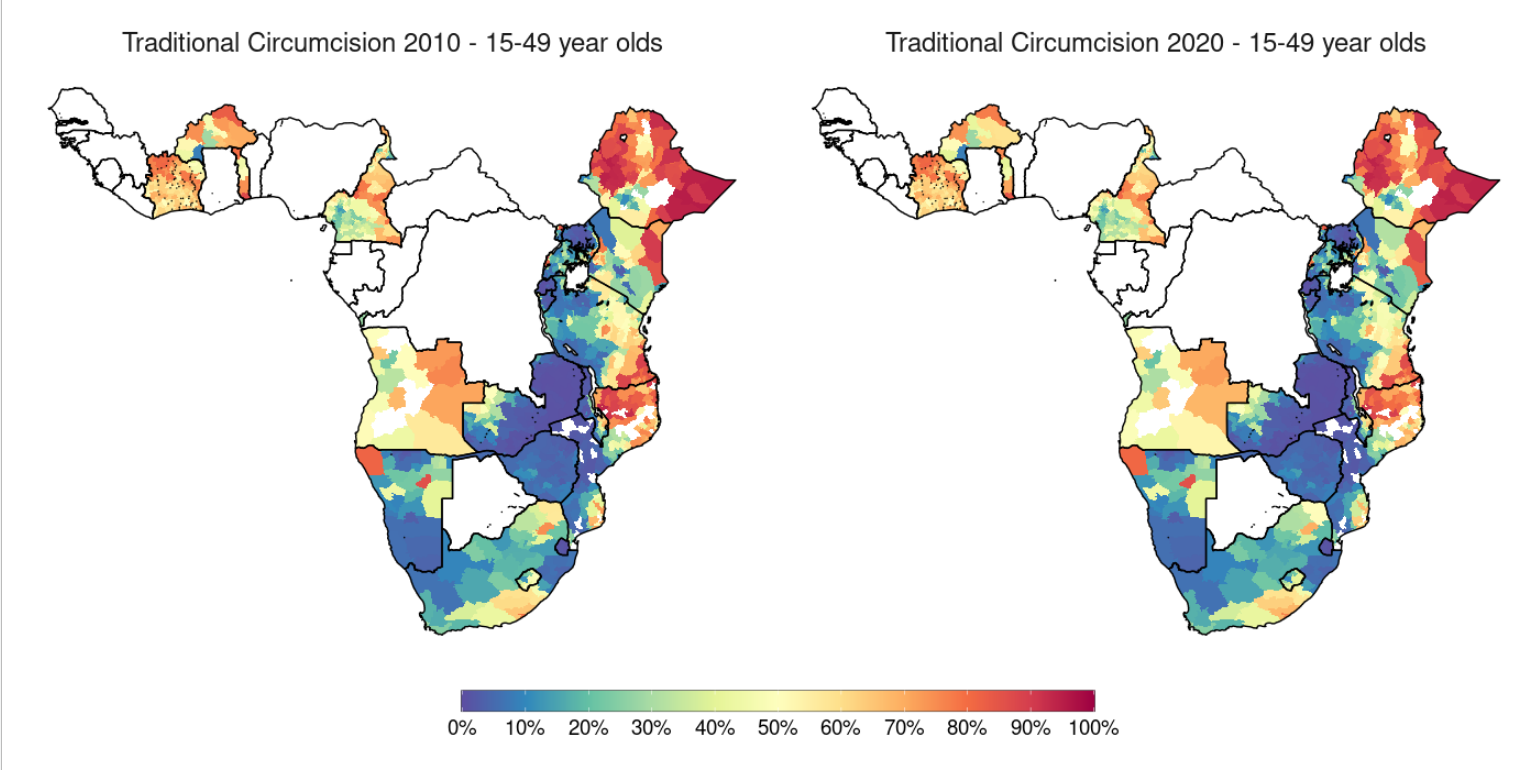 Traditional Circumcision 2010 - 15-49 year olds
Traditional Circumcision 2020 - 15-49 year olds
0% 10% 20% 30% 40% 50% 60% 70% 80% 90% 100%